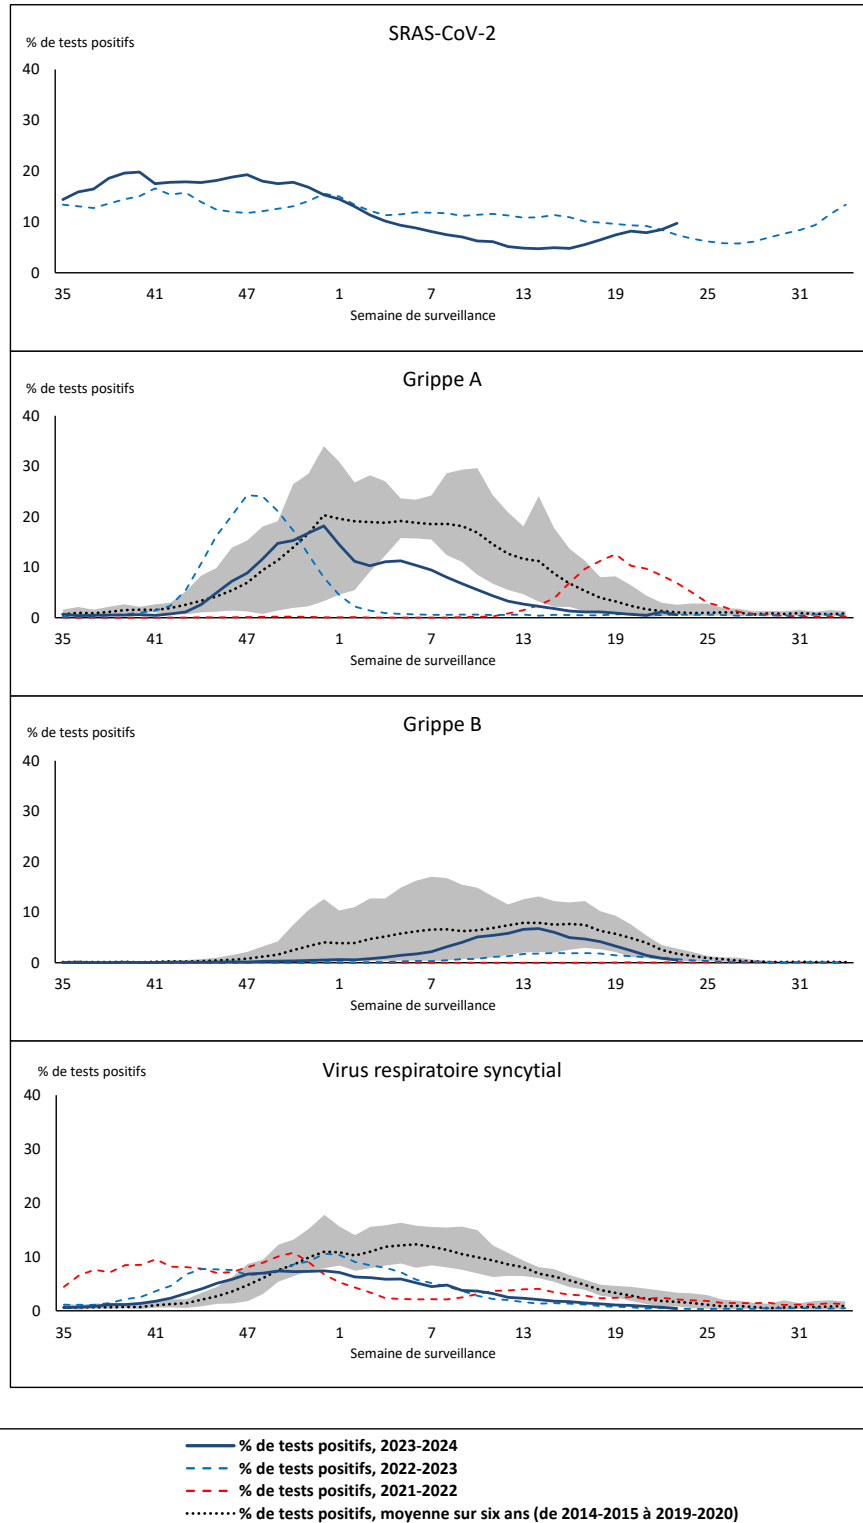 SRAS-CoV-2
% de tests positifs
40
30
20
10
0
35 41 47 1 7 13 19 25 31
Semaine de surveillance
Grippe A
% de tests positifs
40
30
20
10
0
35 41 47 1 7 13 19 25 31
Semaine de surveillance
Grippe B
% de tests positifs
40
30
20
10
0
35 41 47 1 7 13 19 25 31
Semaine de surveillance
Virus respiratoire syncytial
% de tests positifs
40
30
20
10
0
35 41 47 1 7 13 19 25 31
Semaine de surveillance
% de tests positifs, 2023-2024
% de tests positifs, 2022-2023
% de tests positifs, 2021-2022
% de tests positifs, moyenne sur six ans (de 2014-2015 à 2019-2020)